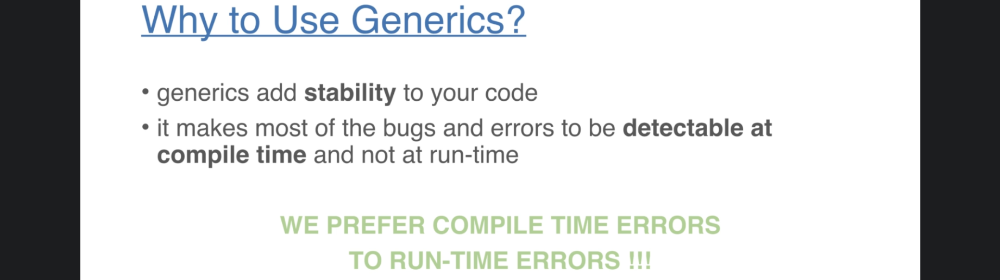 Why to Use Generics?
• generics add stability to your code
• it makes most of the bugs and errors to be detectable at
compile time and not at run-time
WE PREFER COMPILE TIME ERRORS
TO RUN-TIME ERRORS !!!